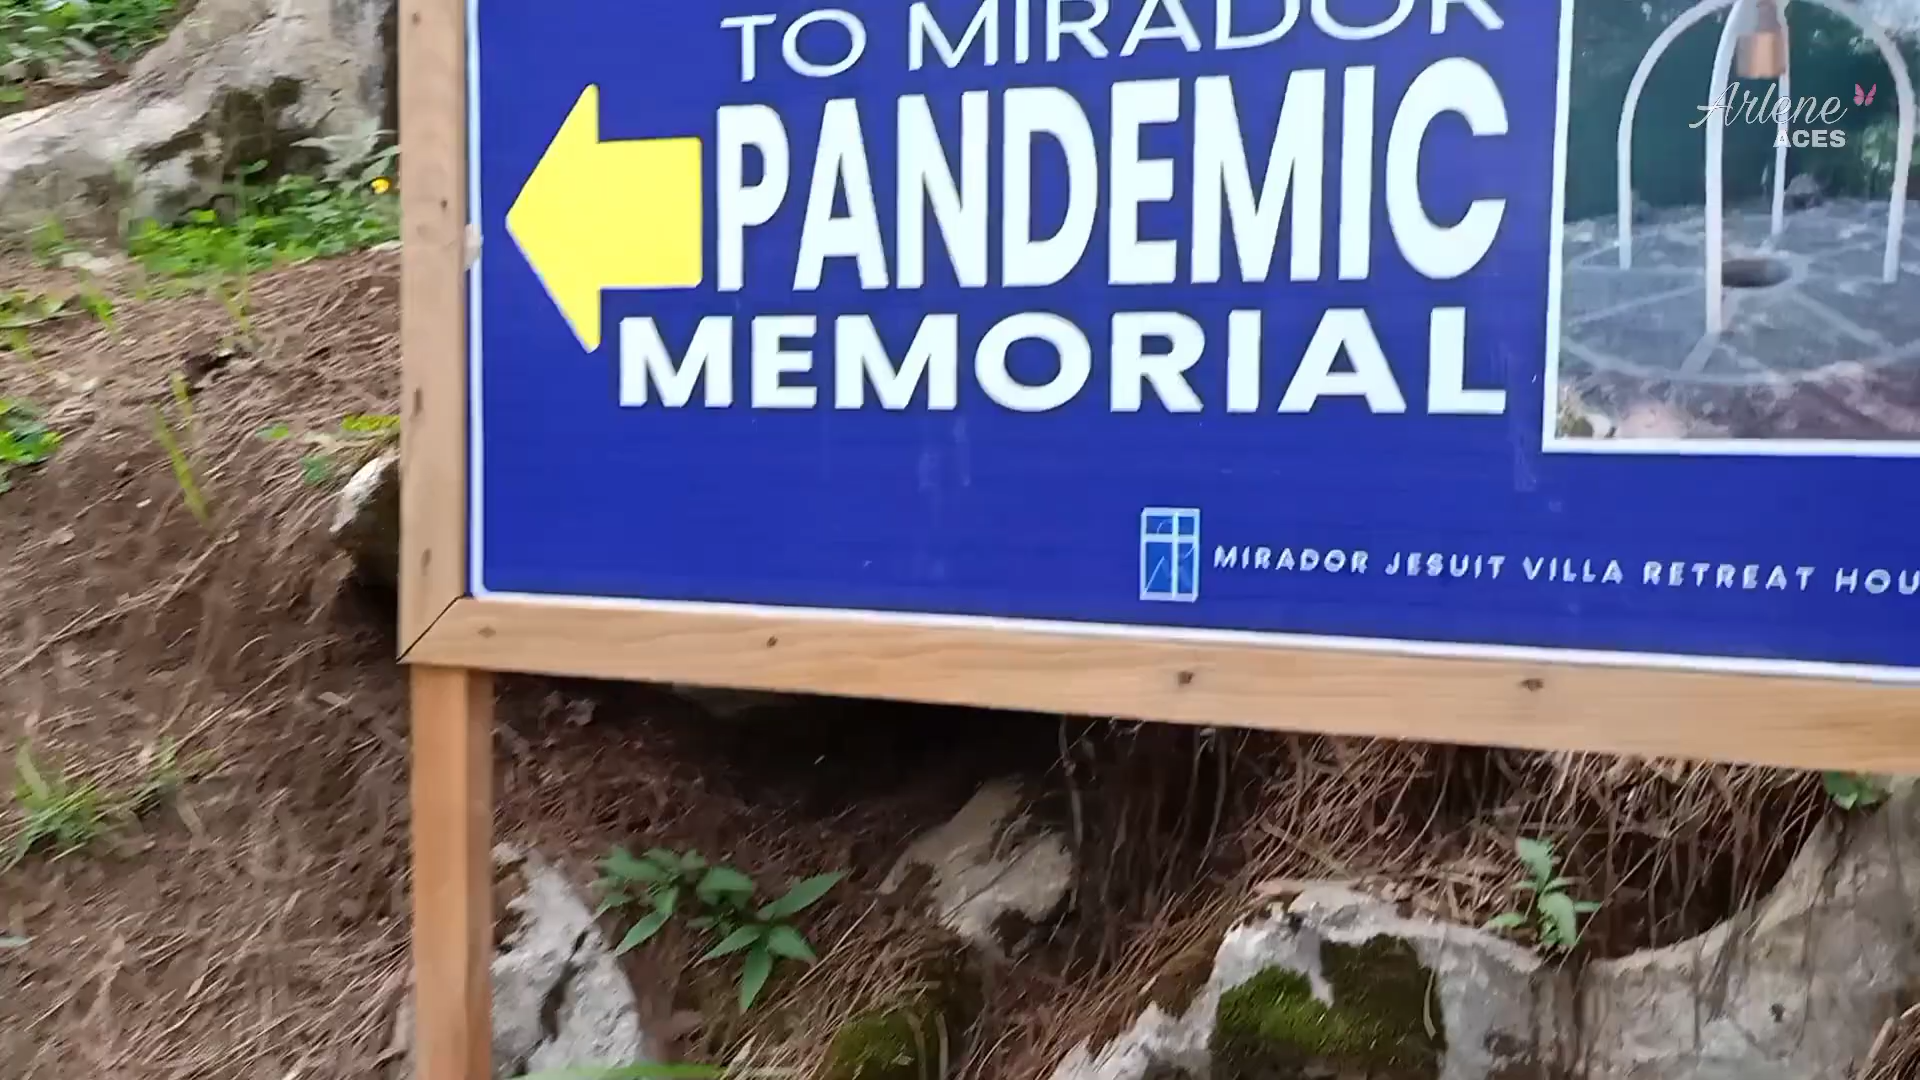 TO MIRADOR
PANDEMIC
MEMORIAL
MIRADOR JESUIT VILLA RETREAT HOU
Arlene
ACES